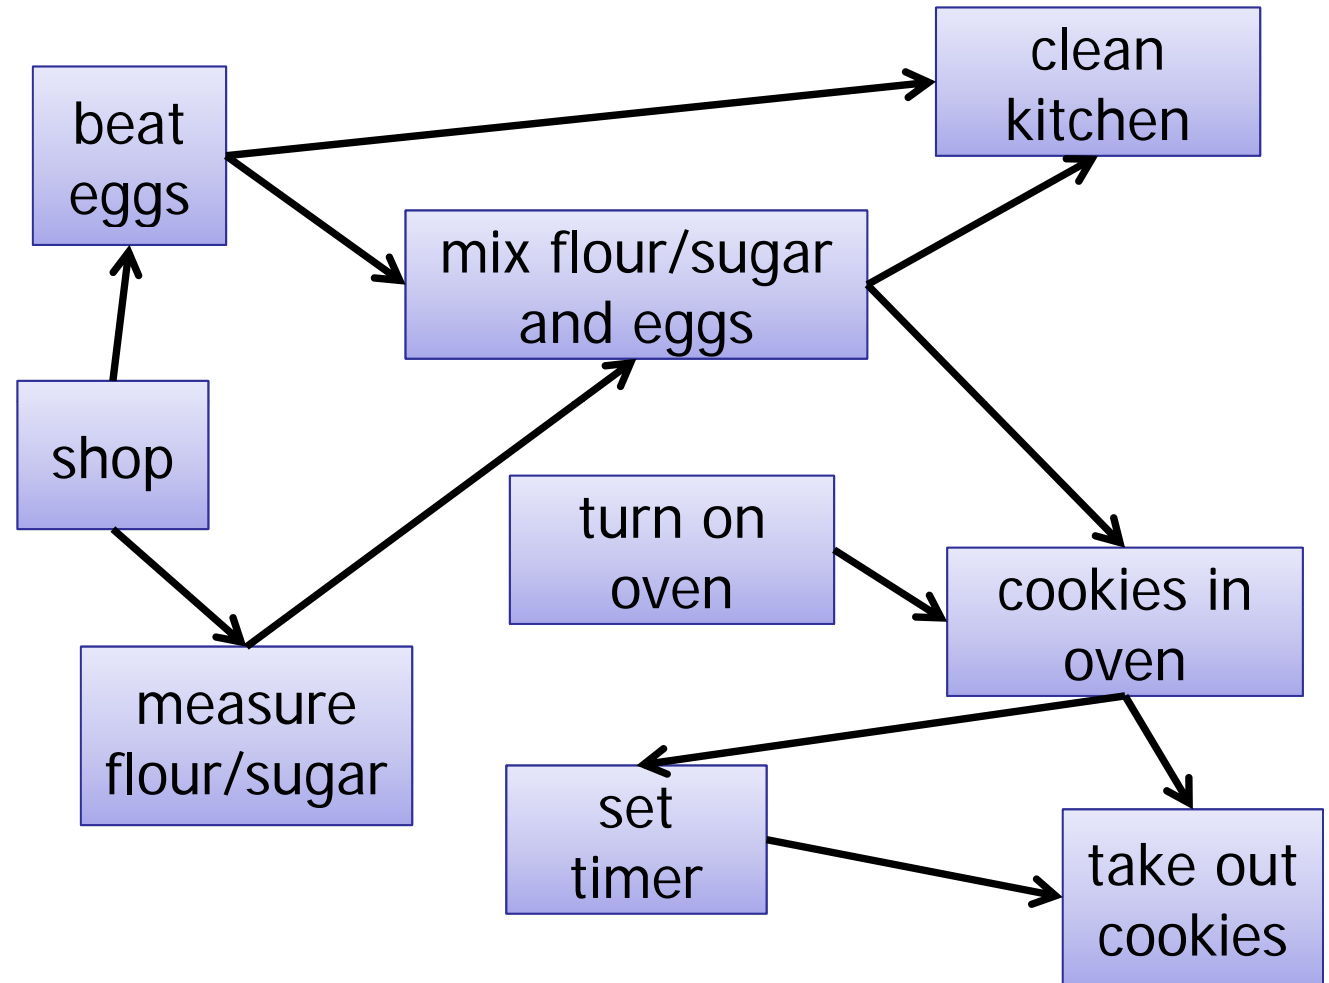 clean
kitchen
beat
eggs
mix flour/sugar
and eggs
shop
turn on
oven
cookies in
oven
measure
flour/sugar
set
timer
take out
cookies